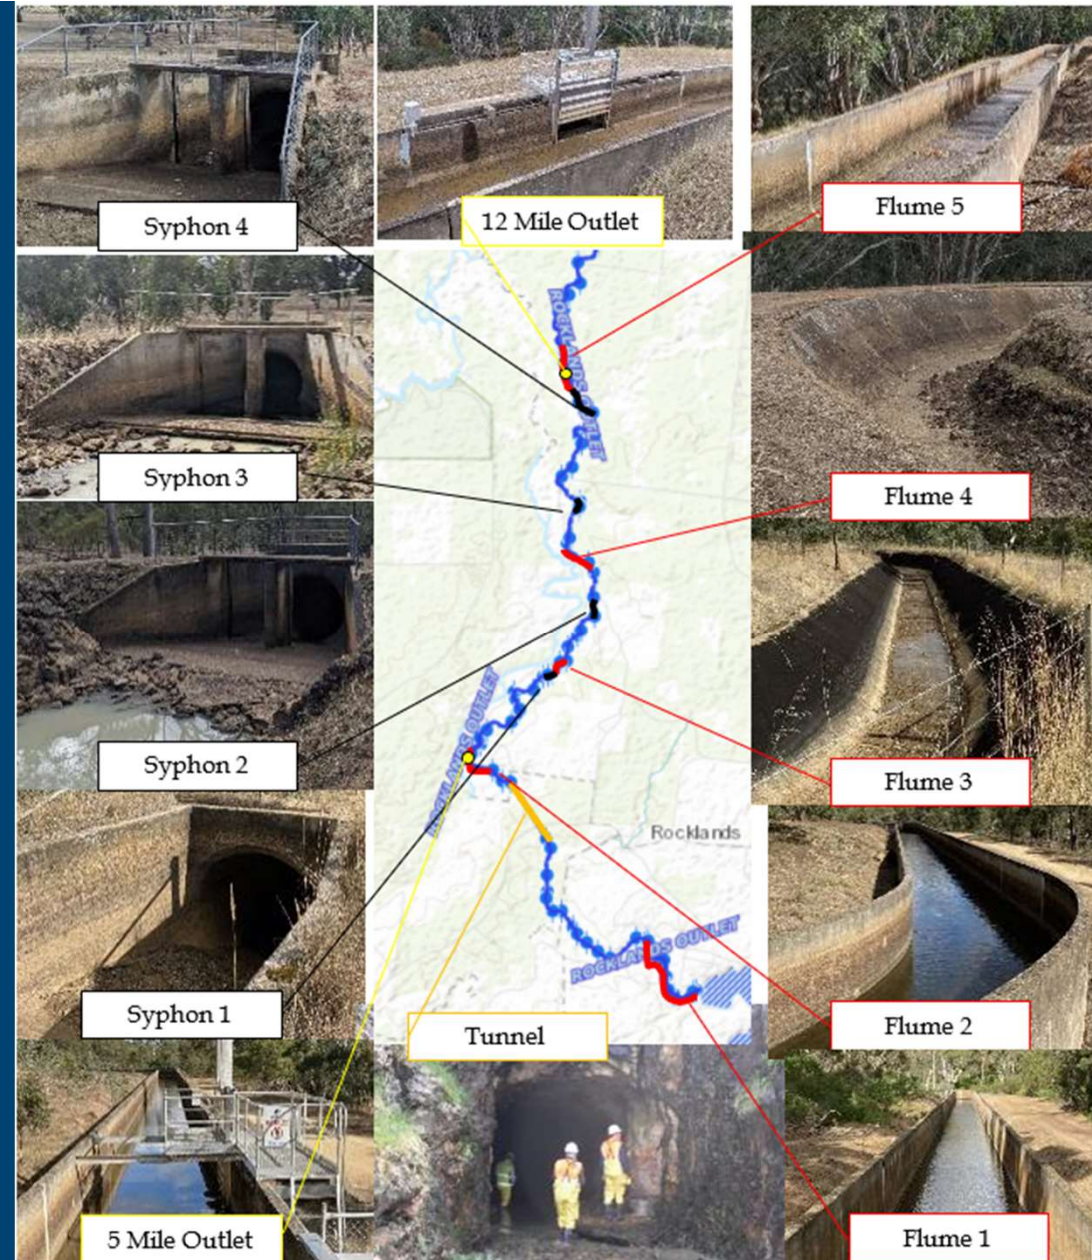 Syphon 4
12 Mile Outlet
Flume 5
ROCKLANDS OUTLET
Syphon 3
Flume 4
Syphon 2
Flume 3
ROCKLANDS OUTLET
Rocklands
ROCKLANDS OUTLET
Syphon 1
Tunnel
Flume 2
5 Mile Outlet
Flume 1